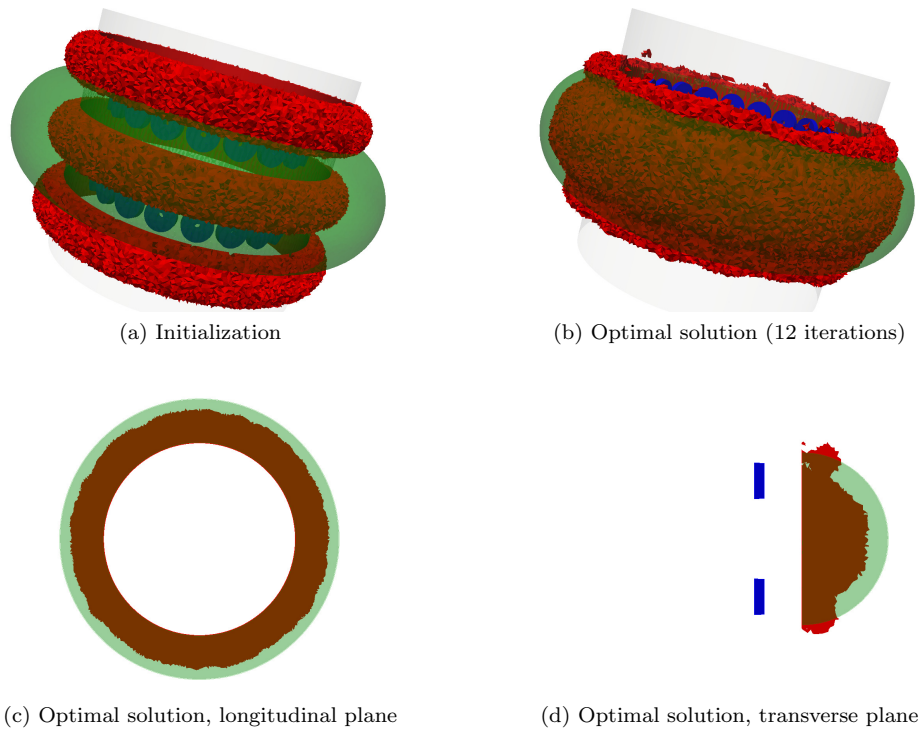 (a) Initialization
(b) Optimal solution (12 iterations)
(c) Optimal solution, longitudinal plane
(d) Optimal solution, transverse plane